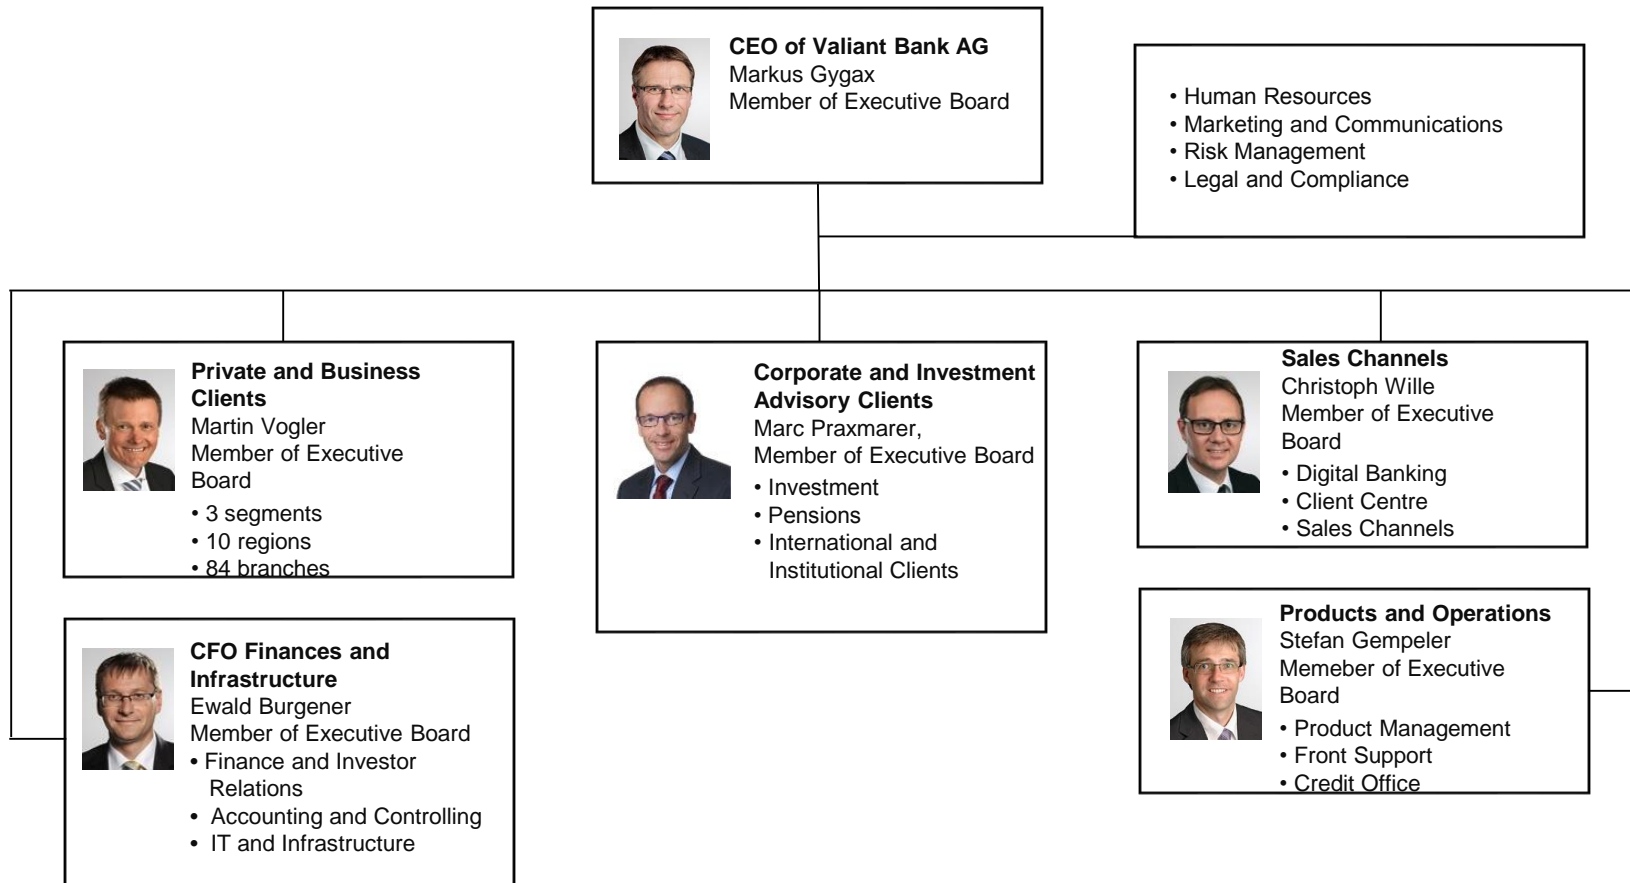 CEO of Valiant Bank AG
Markus Gygax
Member of Executive Board
• Human Resources
• Marketing and Communications
• Risk Management
• Legal and Compliance
Private and Business
Clients
Martin Vogler
Member of Executive
Board
• 3 segments
• 10 regions
• 84 branches
Corporate and Investment
Advisory Clients
Marc Praxmarer,
Member of Executive Board
• Investment
• Pensions
• International and
Institutional Clients
Sales Channels
Christoph Wille
Member of Executive
Board
• Digital Banking
• Client Centre
• Sales Channels
CFO Finances and
Infrastructure
Ewald Burgener
Member of Executive Board
• Finance and Investor
Relations
• Accounting and Controlling
• IT and Infrastructure
Products and Operations
Stefan Gempeler
Memeber of Executive
Board
• Product Management
• Front Support
• Credit Office